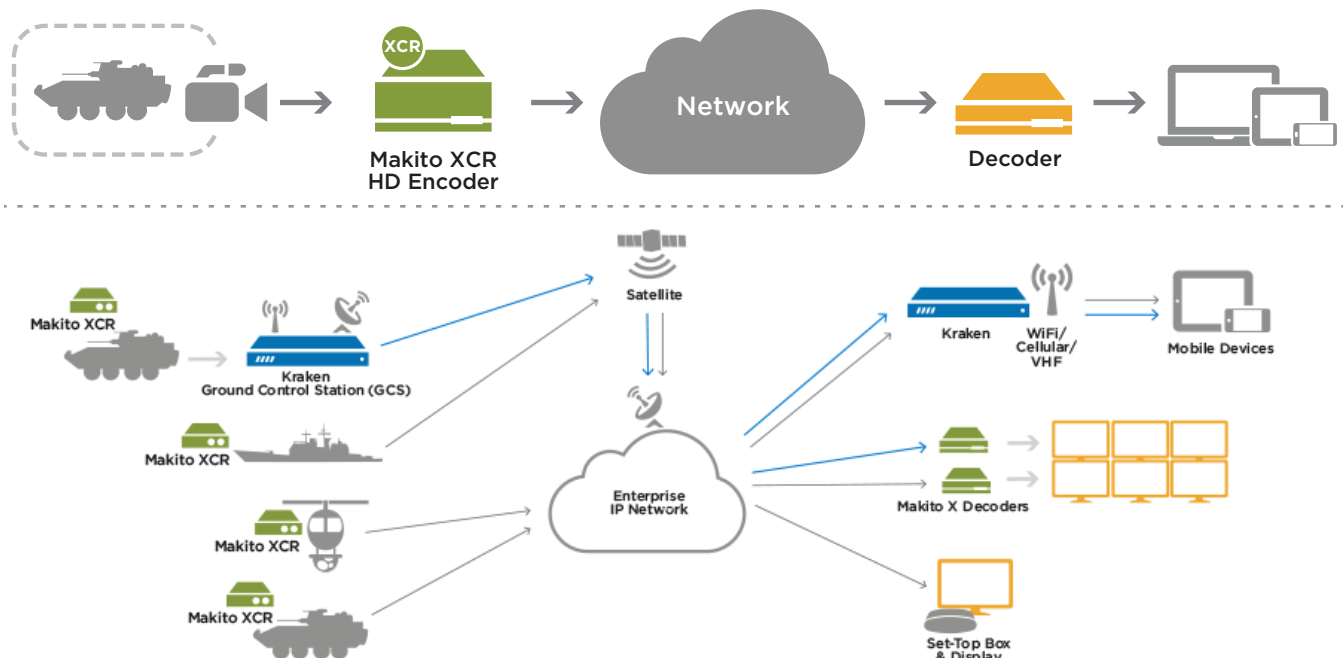 XCR
Makito XCR
HD Encoder
Network
Decoder
Satellite
Makito XCR
Kraken
Ground Control Station (GCS)
Kraken
WiFi/
Cellular/
VHF
Mobile Devices
Makito XCR
Enterprise
IP Network
Makito X Decoders
Makito XCR
Makito XCR
Set-Top Box
& Display